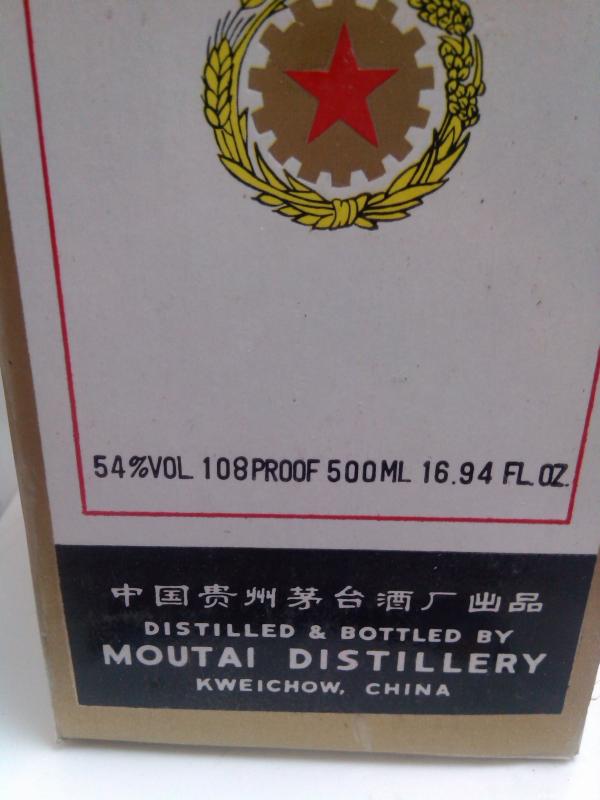 54%VOL 108PROOF 500ML 16.94 FL.OZ.
中国贵州茅台酒厂出品
DISTILLED & BOTTLED BY
MOUTAI DISTILLERY
KWEICHOW, CHINA